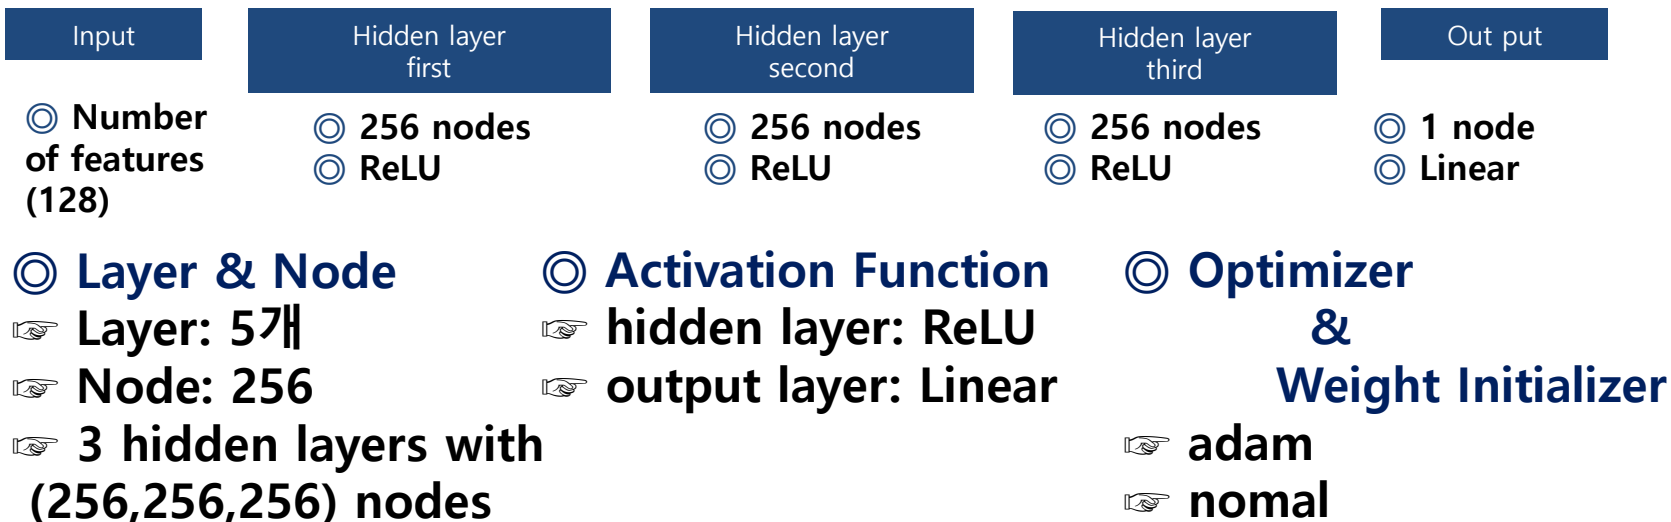 Input
Hidden layer
first
Hidden layer
second
Hidden layer
third
Out put
◎ Number
of features
(128)
◎ 256 nodes
◎ ReLU
◎ 256 nodes
◎ ReLU
◎ 256 nodes
◎ ReLU
◎ 1 node
◎ Linear
◎ Layer & Node
☞ Layer: 5개
☞ Node: 256
☞ 3 hidden layers with
(256,256,256) nodes
◎ Activation Function
☞ hidden layer: ReLU
☞ output layer: Linear
◎ Optimizer
&
Weight Initializer
☞ adam
☞ nomal